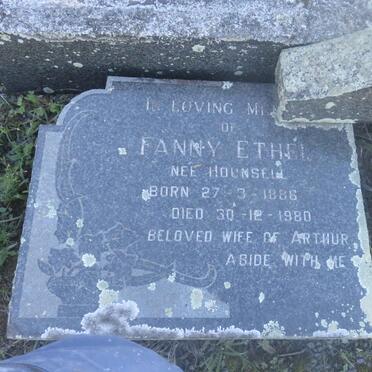 IN LOVING
OF
FANNY ETHEL
NEE HOUNSELL
BORN 27-3-1886
DIED 30-12-1980
BELOVED WIFE OF ARTHUR
ABIDE WITH ME